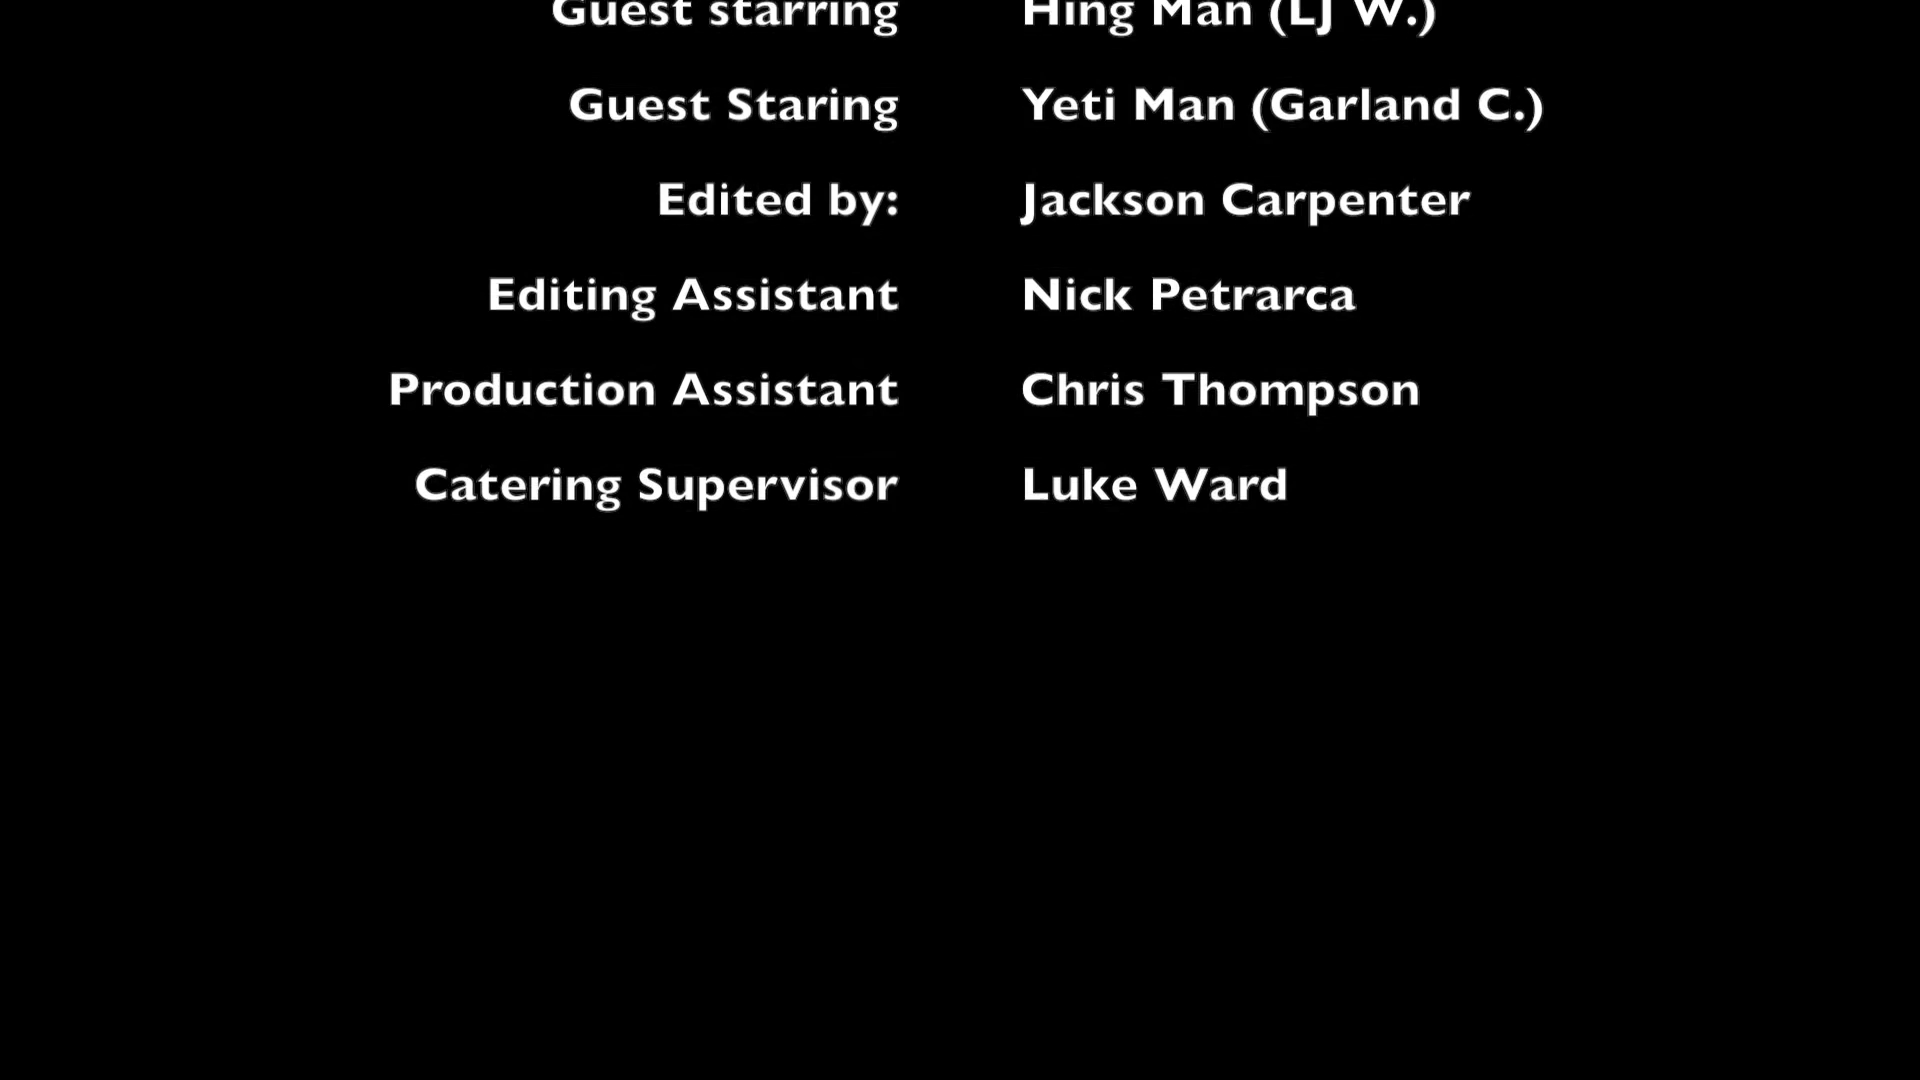 Guest starring Hing Man (LJ W.)
Guest Staring Yeti Man (Garland C.)
Edited by: Jackson Carpenter
Editing Assistant Nick Petrarca
Production Assistant Chris Thompson
Catering Supervisor Luke Ward